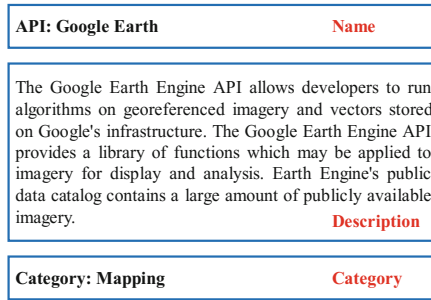 API: Google Earth Name
The Google Earth Engine API allows developers to run
algorithms on georeferenced imagery and vectors stored
on Google's infrastructure. The Google Earth Engine API
provides a library of functions which may be applied to
imagery for display and analysis. Earth Engine's public
data catalog contains a large amount of publicly available
imagery. Description
Category: Mapping Category